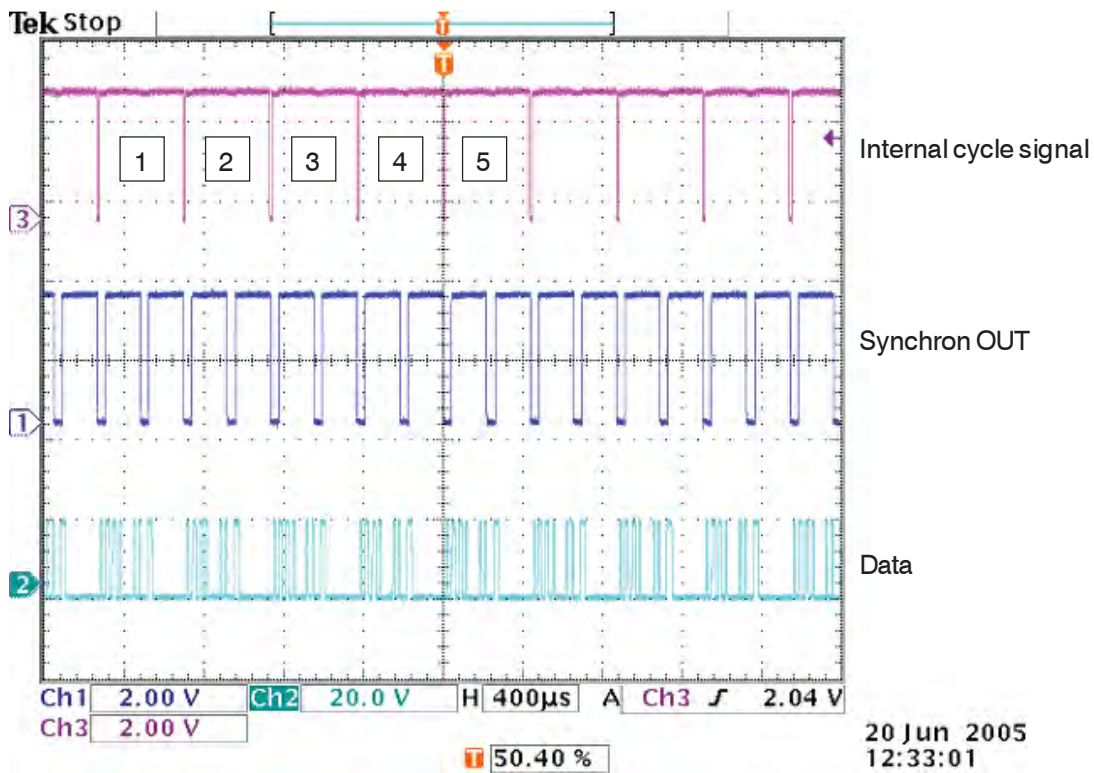 Tek Stop
T
T
1 2 3 4 5
Internal cycle signal
3
Synchron OUT
1
Data
2
Ch1 2.00 V Ch2 20.0 V H 400µs A Ch3 ʃ 2.04 V
Ch3 2.00 V
T 50.40 %
20 Jun 2005
12:33:01